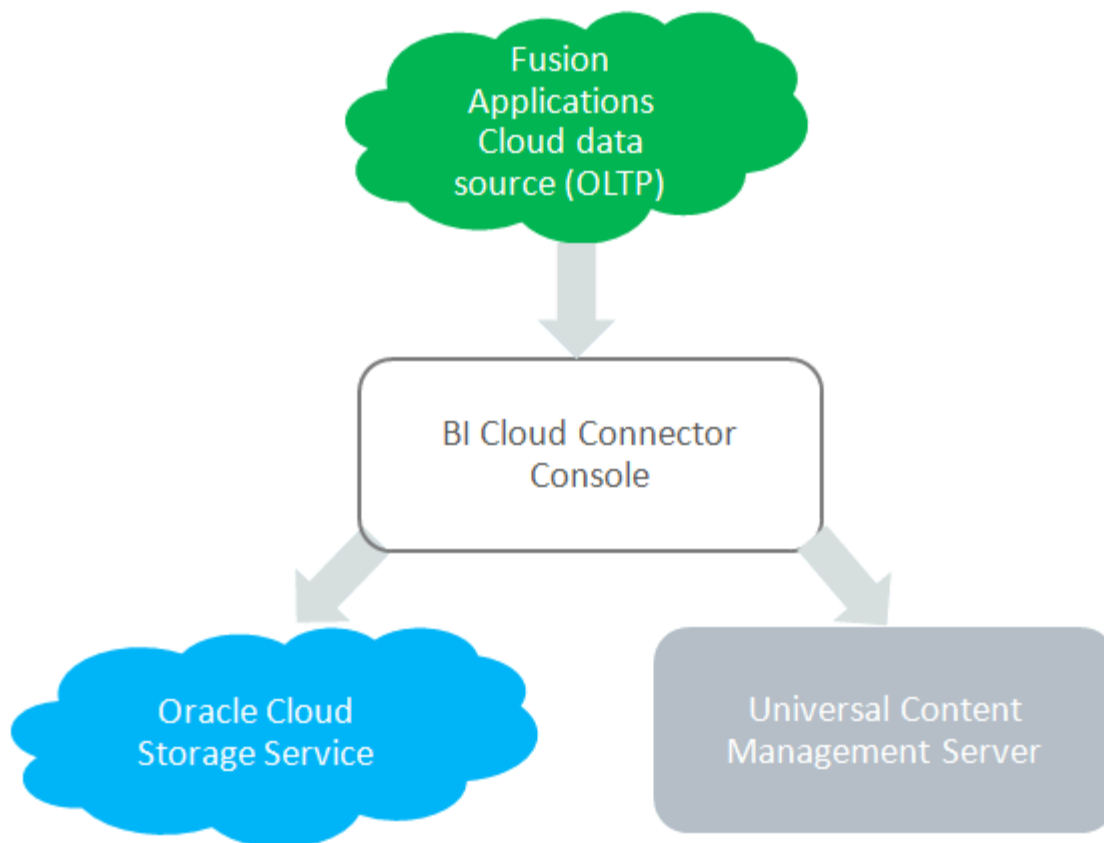 Fusion
Applications
Cloud data
source (OLTP)
BI Cloud Connector
Console
Oracle Cloud
Storage Service
Universal Content
Management Server